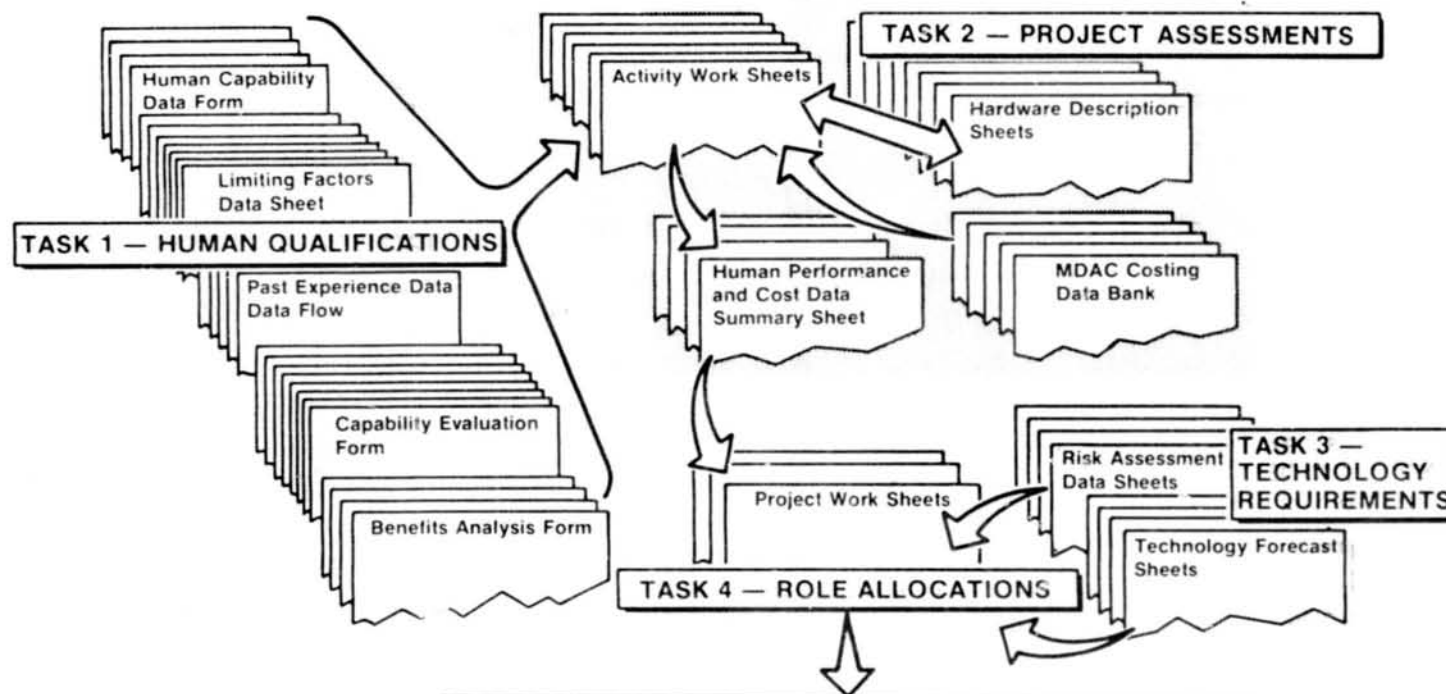 Human Capability
Data Form
Limiting Factors
Data Sheet
TASK 1 — HUMAN QUALIFICATIONS
Past Experience Data
Data Flow
Capability Evaluation
Form
Benefits Analysis Form
Activity Work Sheets
TASK 2 — PROJECT ASSESSMENTS
Hardware Description
Sheets
Human Performance
and Cost Data
Summary Sheet
MDAC Costing
Data Bank
Project Work Sheets
Risk Assessment
Data Sheets
TASK 3 —
TECHNOLOGY
REQUIREMENTS
Technology Forecast
Sheets
TASK 4 — ROLE ALLOCATIONS